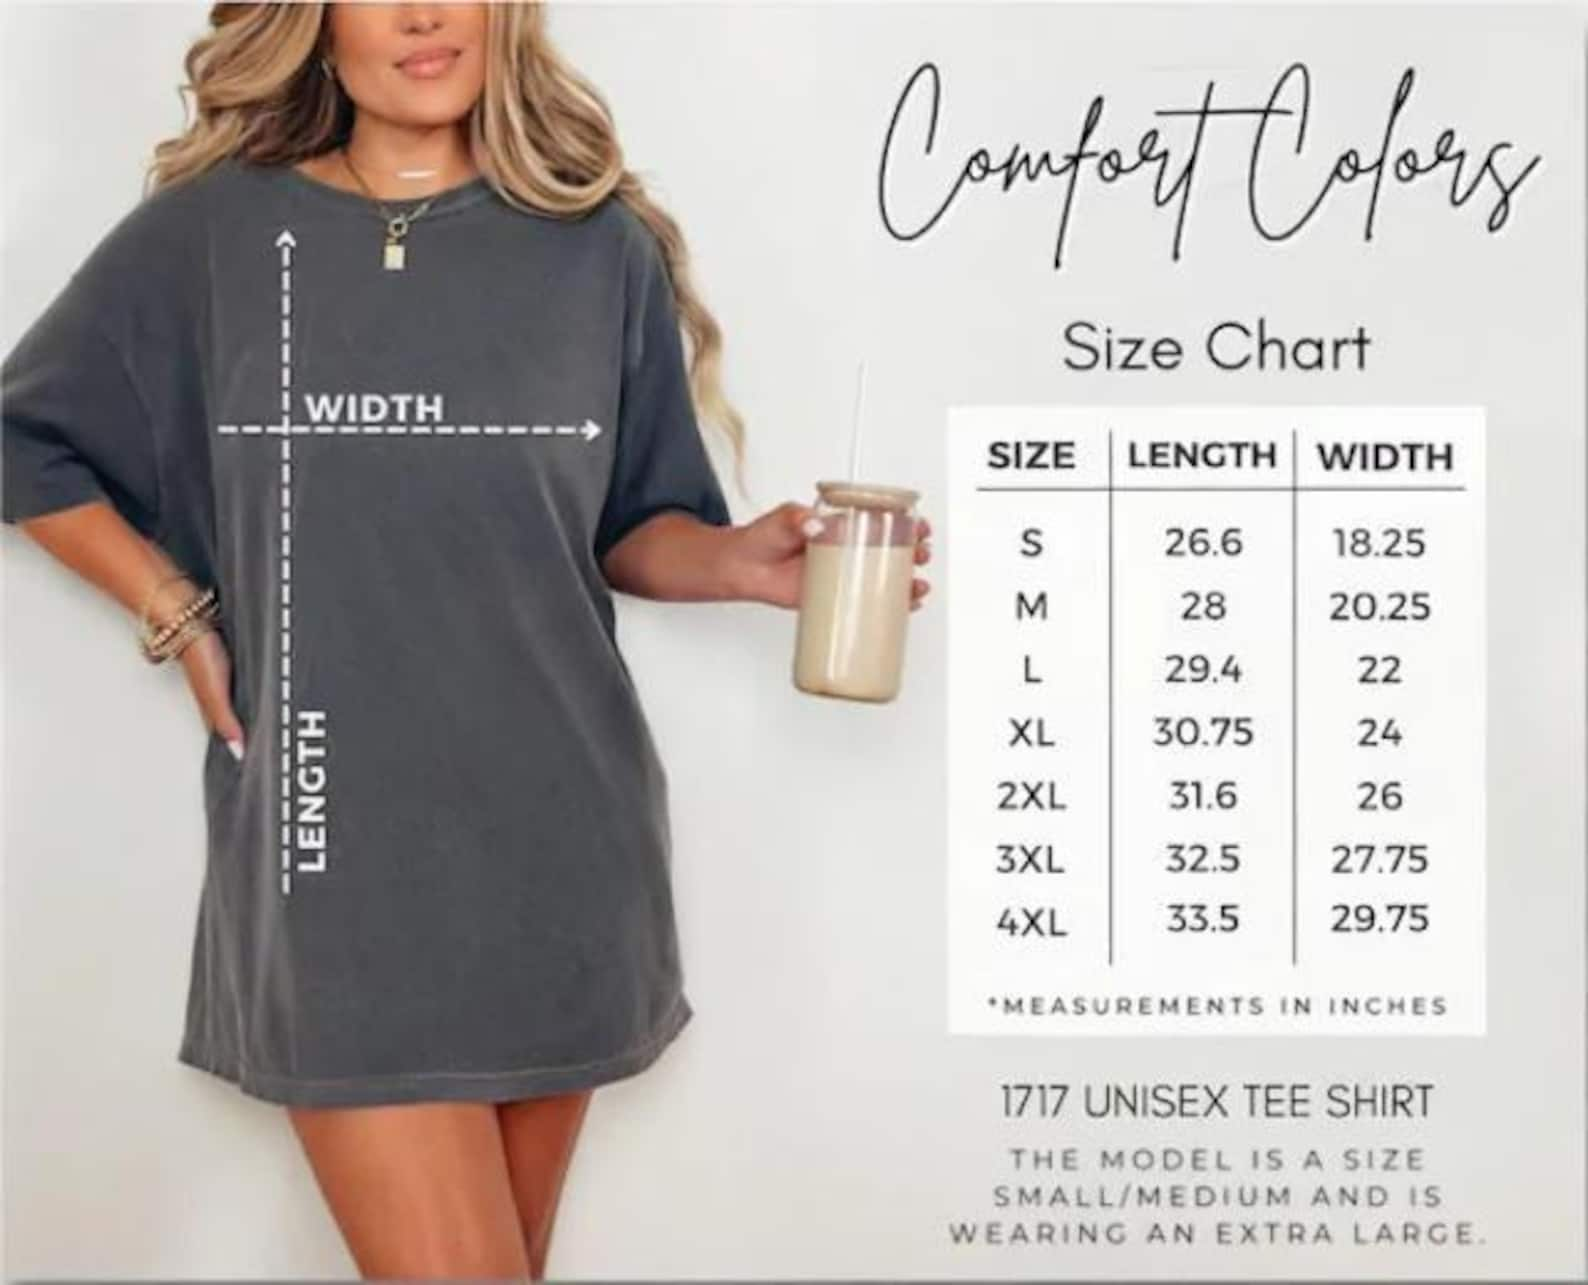 Comfort Colors
Size Chart
SIZE LENGTH WIDTH
S 26.6 18.25
M 28 20.25
L 29.4 22
XL 30.75 24
2XL 31.6 26
3XL 32.5 27.75
4XL 33.5 29.75
*MEASUREMENTS IN INCHES
1717 UNISEX TEE SHIRT
THE MODEL IS A SIZE
SMALL/MEDIUM AND IS
WEARING AN EXTRA LARGE.
WIDTH
LENGTH